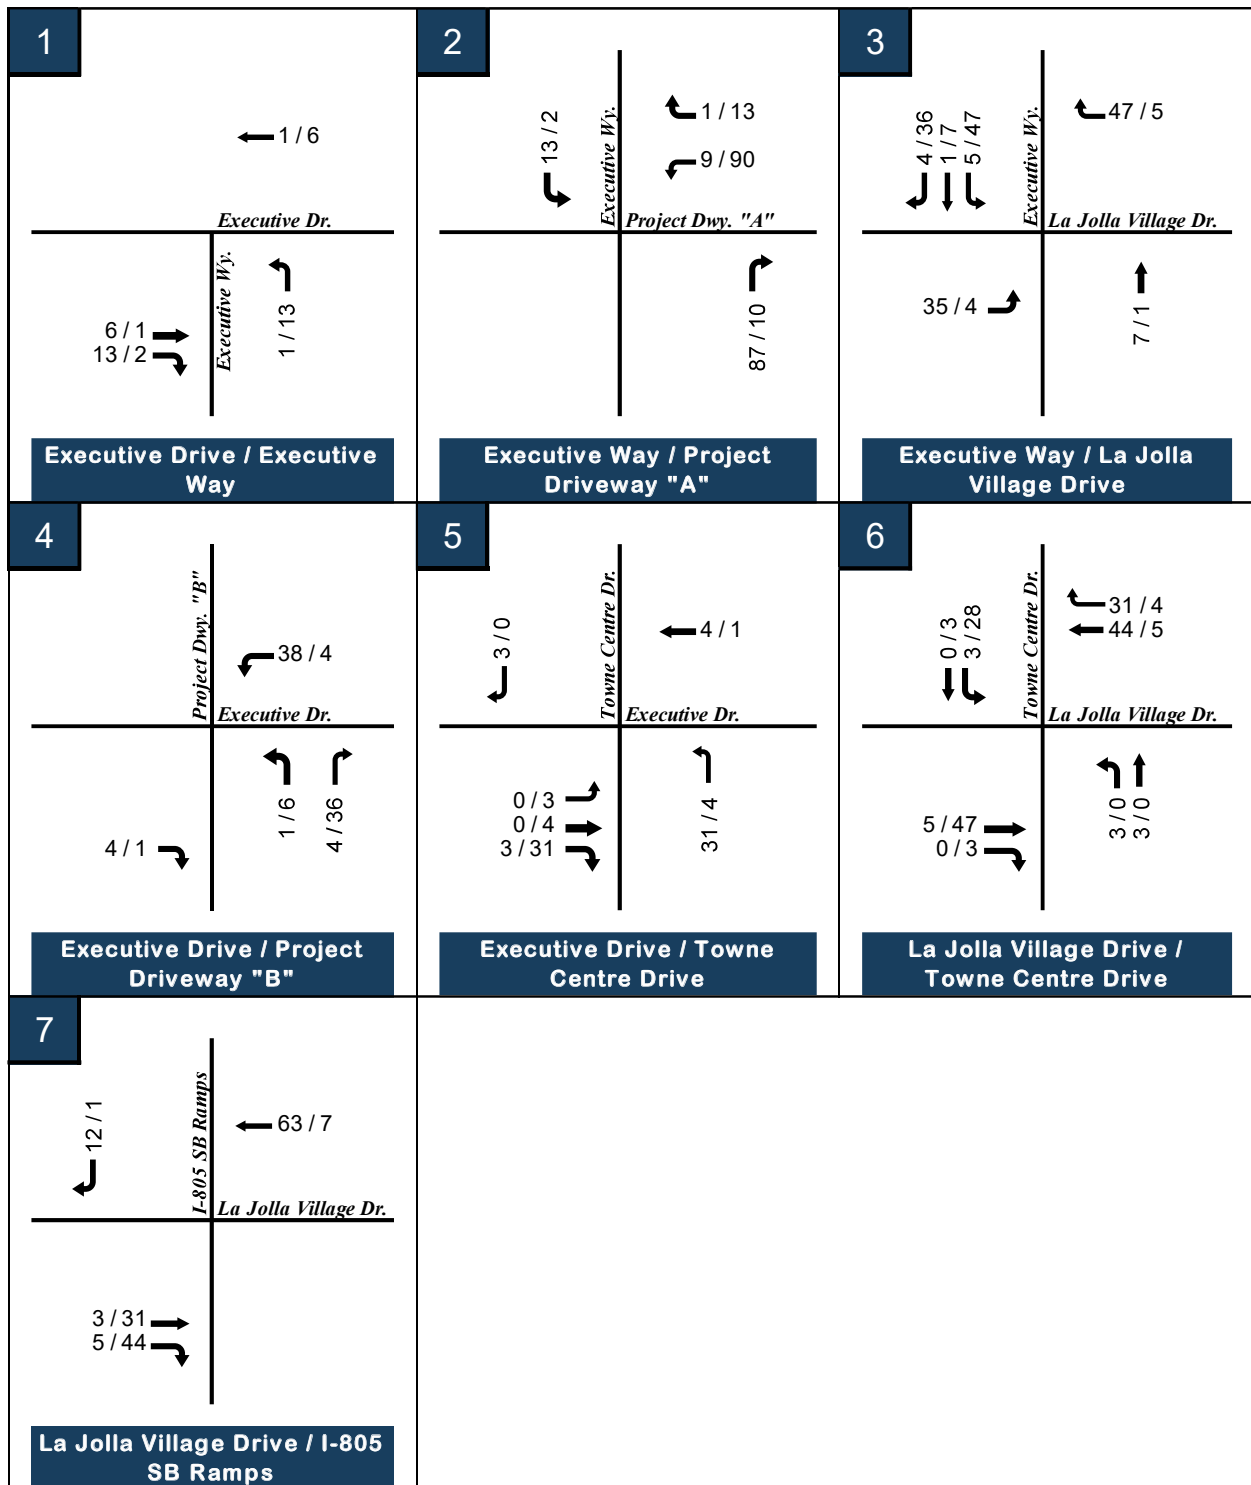 1
1 / 6
Executive Dr.
Executive Wy.
6 / 1
13 / 2
1 / 13
Executive Drive / Executive
Way
2
13 / 2
Executive Wy.
1 / 13
9 / 90
Project Dwy. "A"
87 / 10
Executive Way / Project
Driveway "A"
3
4 / 36
1 / 7
5 / 47
Executive Wy.
47 / 5
La Jolla Village Dr.
35 / 4
7 / 1
Executive Way / La Jolla
Village Drive
4
Project Dwy. "B"
38 / 4
Executive Dr.
4 / 1
1 / 6
4 / 36
Executive Drive / Project
Driveway "B"
5
3 / 0
Towne Centre Dr.
4 / 1
Executive Dr.
0 / 3
0 / 4
3 / 31
31 / 4
Executive Drive / Towne
Centre Drive
6
0 / 3
3 / 28
Towne Centre Dr.
31 / 4
44 / 5
La Jolla Village Dr.
5 / 47
0 / 3
3 / 0
3 / 0
La Jolla Village Drive /
Towne Centre Drive
7
12 / 1
I-805 SB Ramps
63 / 7
La Jolla Village Dr.
3 / 31
5 / 44
La Jolla Village Drive / I-805
SB Ramps